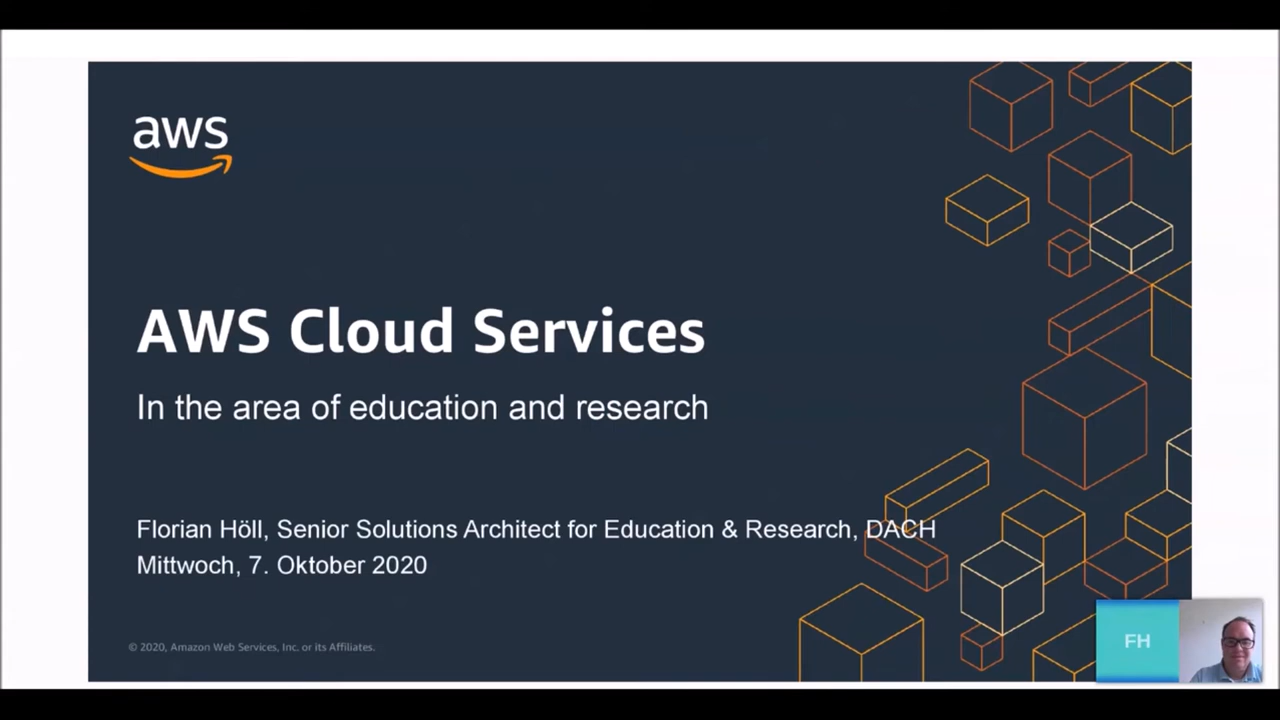 aws
AWS Cloud Services
In the area of education and research
Florian Höll, Senior Solutions Architect for Education & Research, DACH
Mittwoch, 7. Oktober 2020
© 2020, Amazon Web Services, Inc. or its Affiliates.
FH